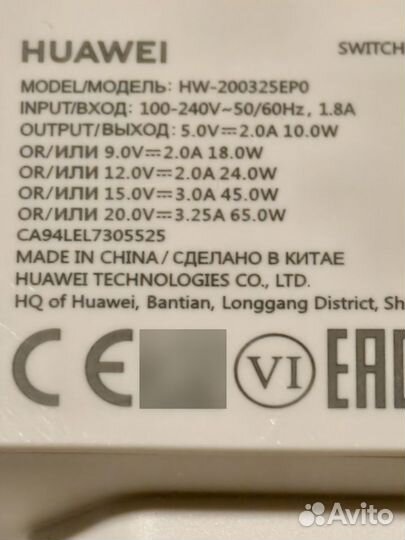 HUAWEI
SWITCH
MODEL/МОДЕЛЬ: HW-200325EP0
INPUT/ВХОД: 100-240V~50/60Hz, 1.8A
OUTPUT/ВЫХОД: 5.0V⎓2.0A 10.0W
OR/ИЛИ 9.0V⎓2.0A 18.0W
OR/ИЛИ 12.0V⎓2.0A 24.0W
OR/ИЛИ 15.0V⎓3.0A 45.0W
OR/ИЛИ 20.0V⎓3.25A 65.0W
CA94LEL7305525
MADE IN CHINA/СДЕЛАНО В КИТАЕ
HUAWEI TECHNOLOGIES CO., LTD.
HQ of Huawei, Bantian, Longgang District, Sh
CE VI EAC
Avito